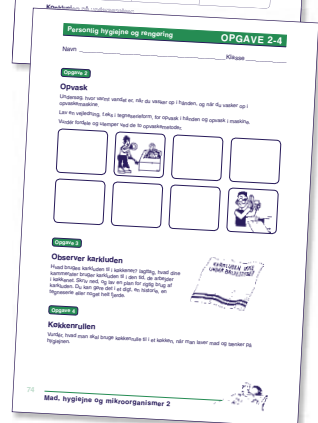 Personlig hygiejne og rengøring
OPGAVE 2-4
Navn
Klasse
Opgave 2
Opvask
Undersøg, hvor varmt vandet er, når du vasker op i hånden, og når du vasker op i
opvaskemaskine.
Lav en vejledning, f.eks. i tegneserieform, for opvask i hånden og opvask i maskine.
Vurdér fordele og ulemper ved de to opvaskemetoder.
Opgave 3
Observer karkluden
Hvad bruges karkluden til i køkkenet? Iagttag, hvad dine
kammerater bruger karkluden til i den tid, de arbejder
i køkkenet. Skriv ned, og lav en plan for rigtig brug af
karkluden. Du kan gøre det i et digt, en historie, en
tegneserie eller noget helt fjerde.
KARKLUDEN
UNDER
Opgave 4
Køkkenrullen
Vurdér, hvad man skal bruge køkkenrulle til i et køkken, når man laver mad og tænker på
hygiejnen.
74
Mad, hygiejne og mikroorganismer 2